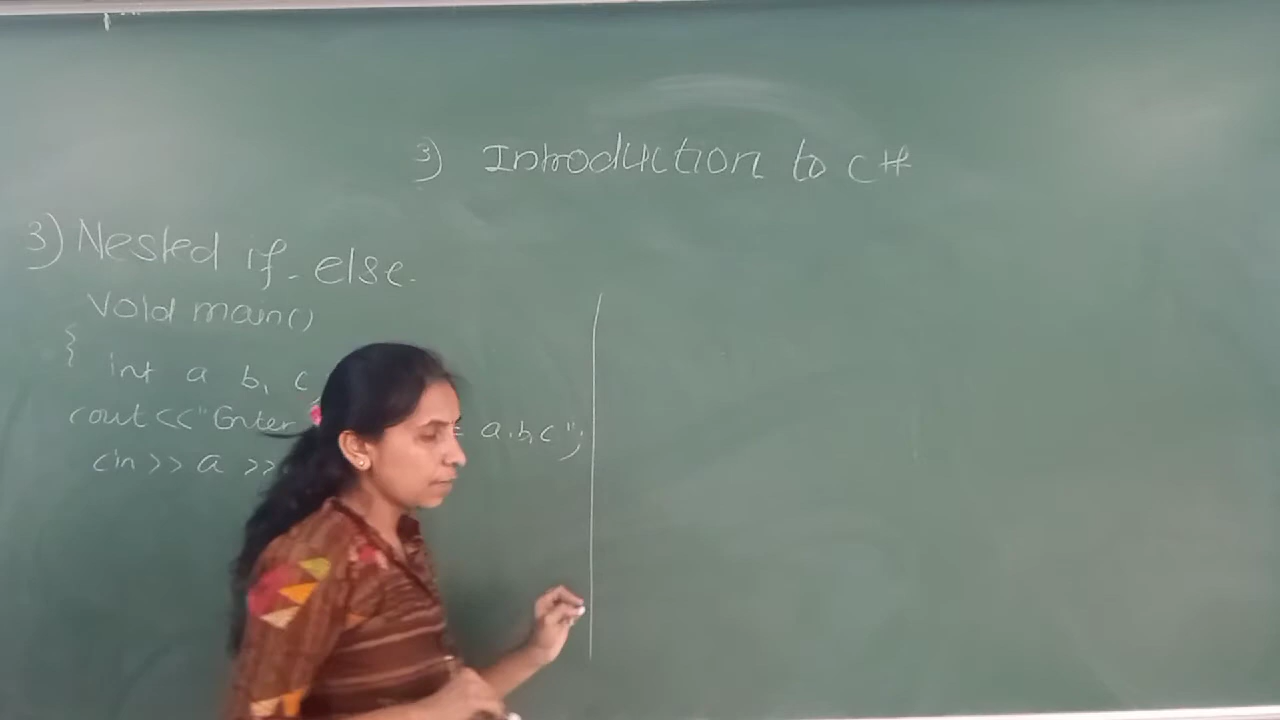 3) Introduction to C#
3) Nested if-else.
Void main()
{
int a b, c
cout<<"Enter = a,b,c";
cin >> a >>